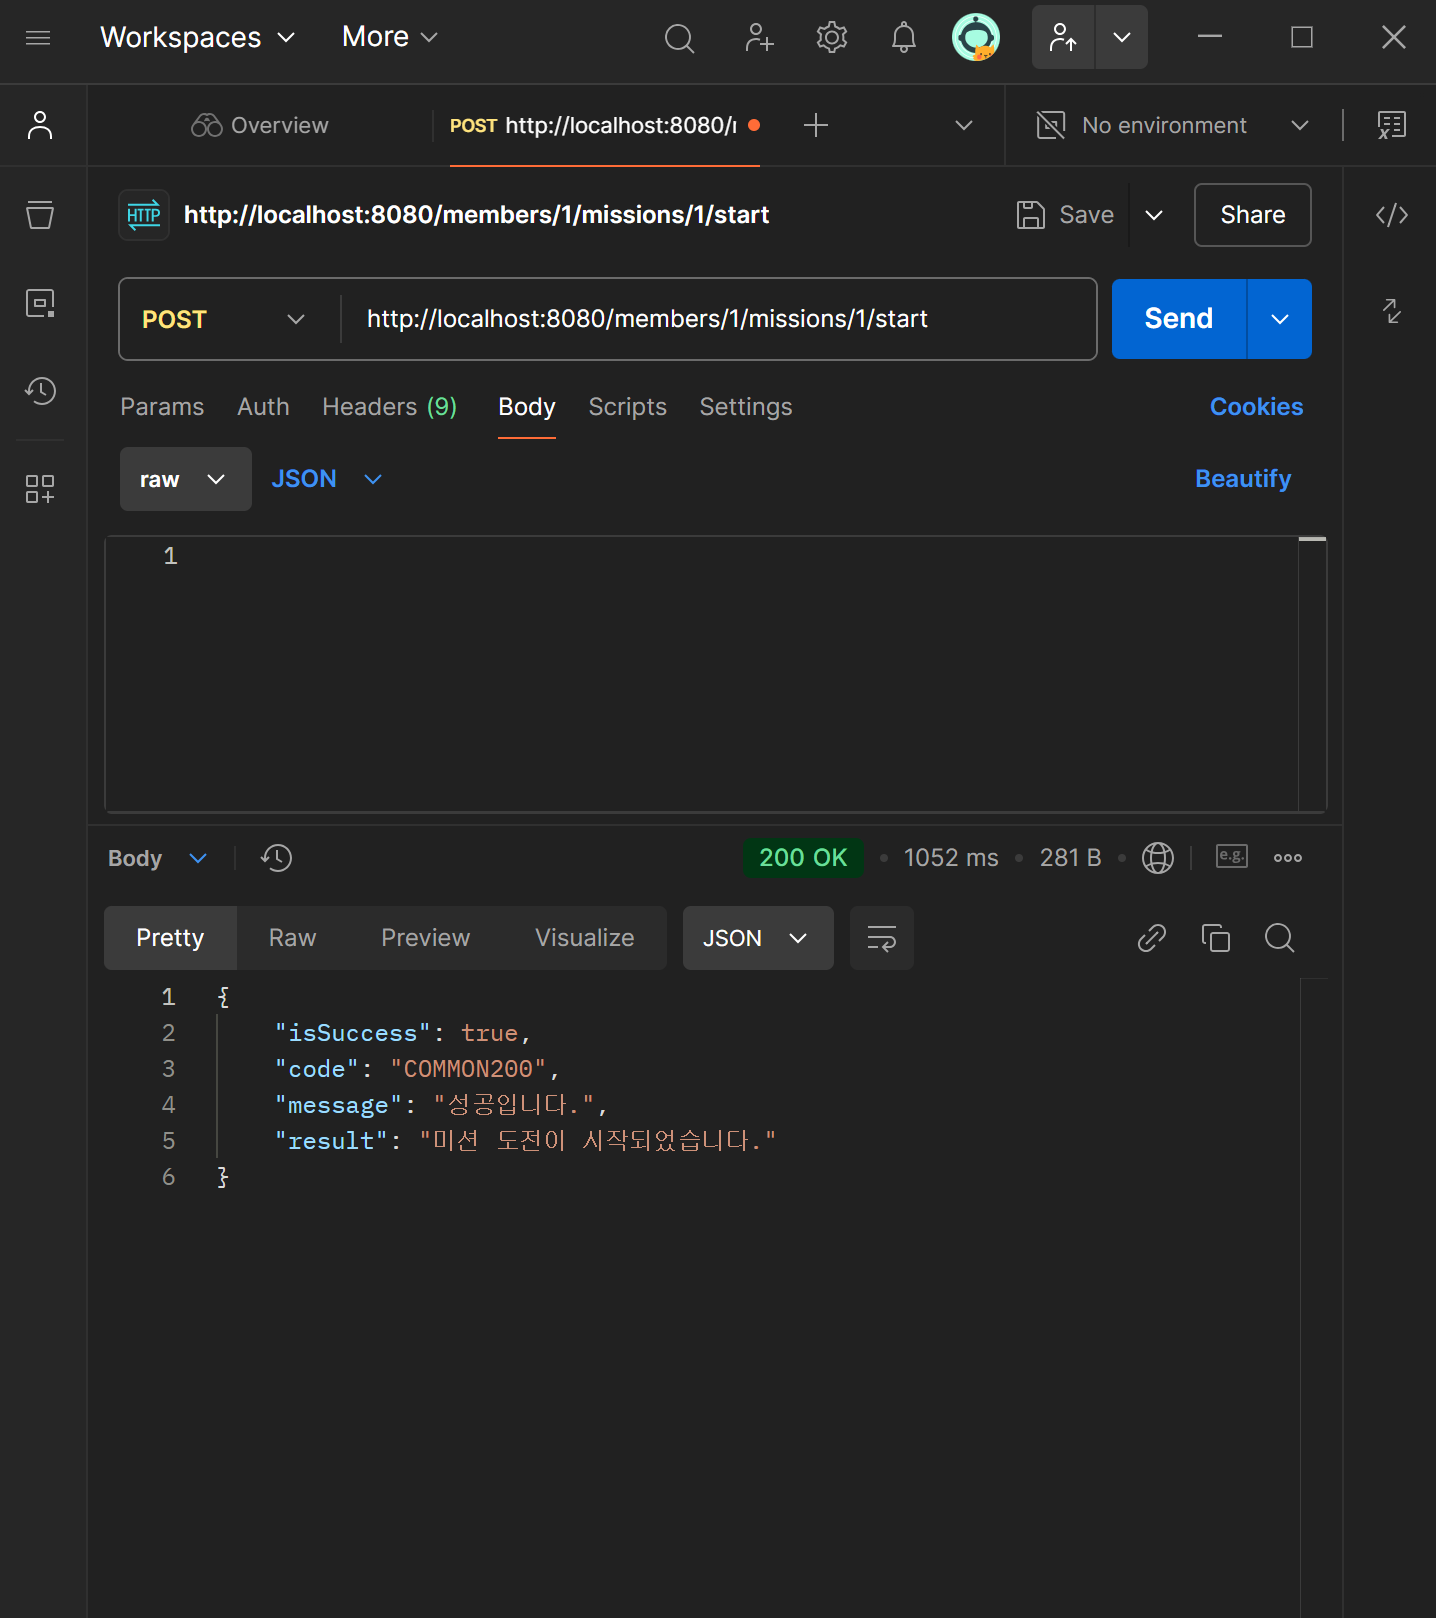 Workspaces More
Overview POST http://localhost:8080/ No environment
HTTP http://localhost:8080/members/1/missions/1/start Save Share
POST http://localhost:8080/members/1/missions/1/start Send
Params Auth Headers (9) Body Scripts Settings Cookies
raw JSON Beautify
1
Body 200 OK 1052 ms 281 B e.g.
Pretty Raw Preview Visualize JSON
1 {
2 "isSuccess": true,
3 "code": "COMMON200",
4 "message": "성공입니다.",
5 "result": "미션 도전이 시작되었습니다."
6 }